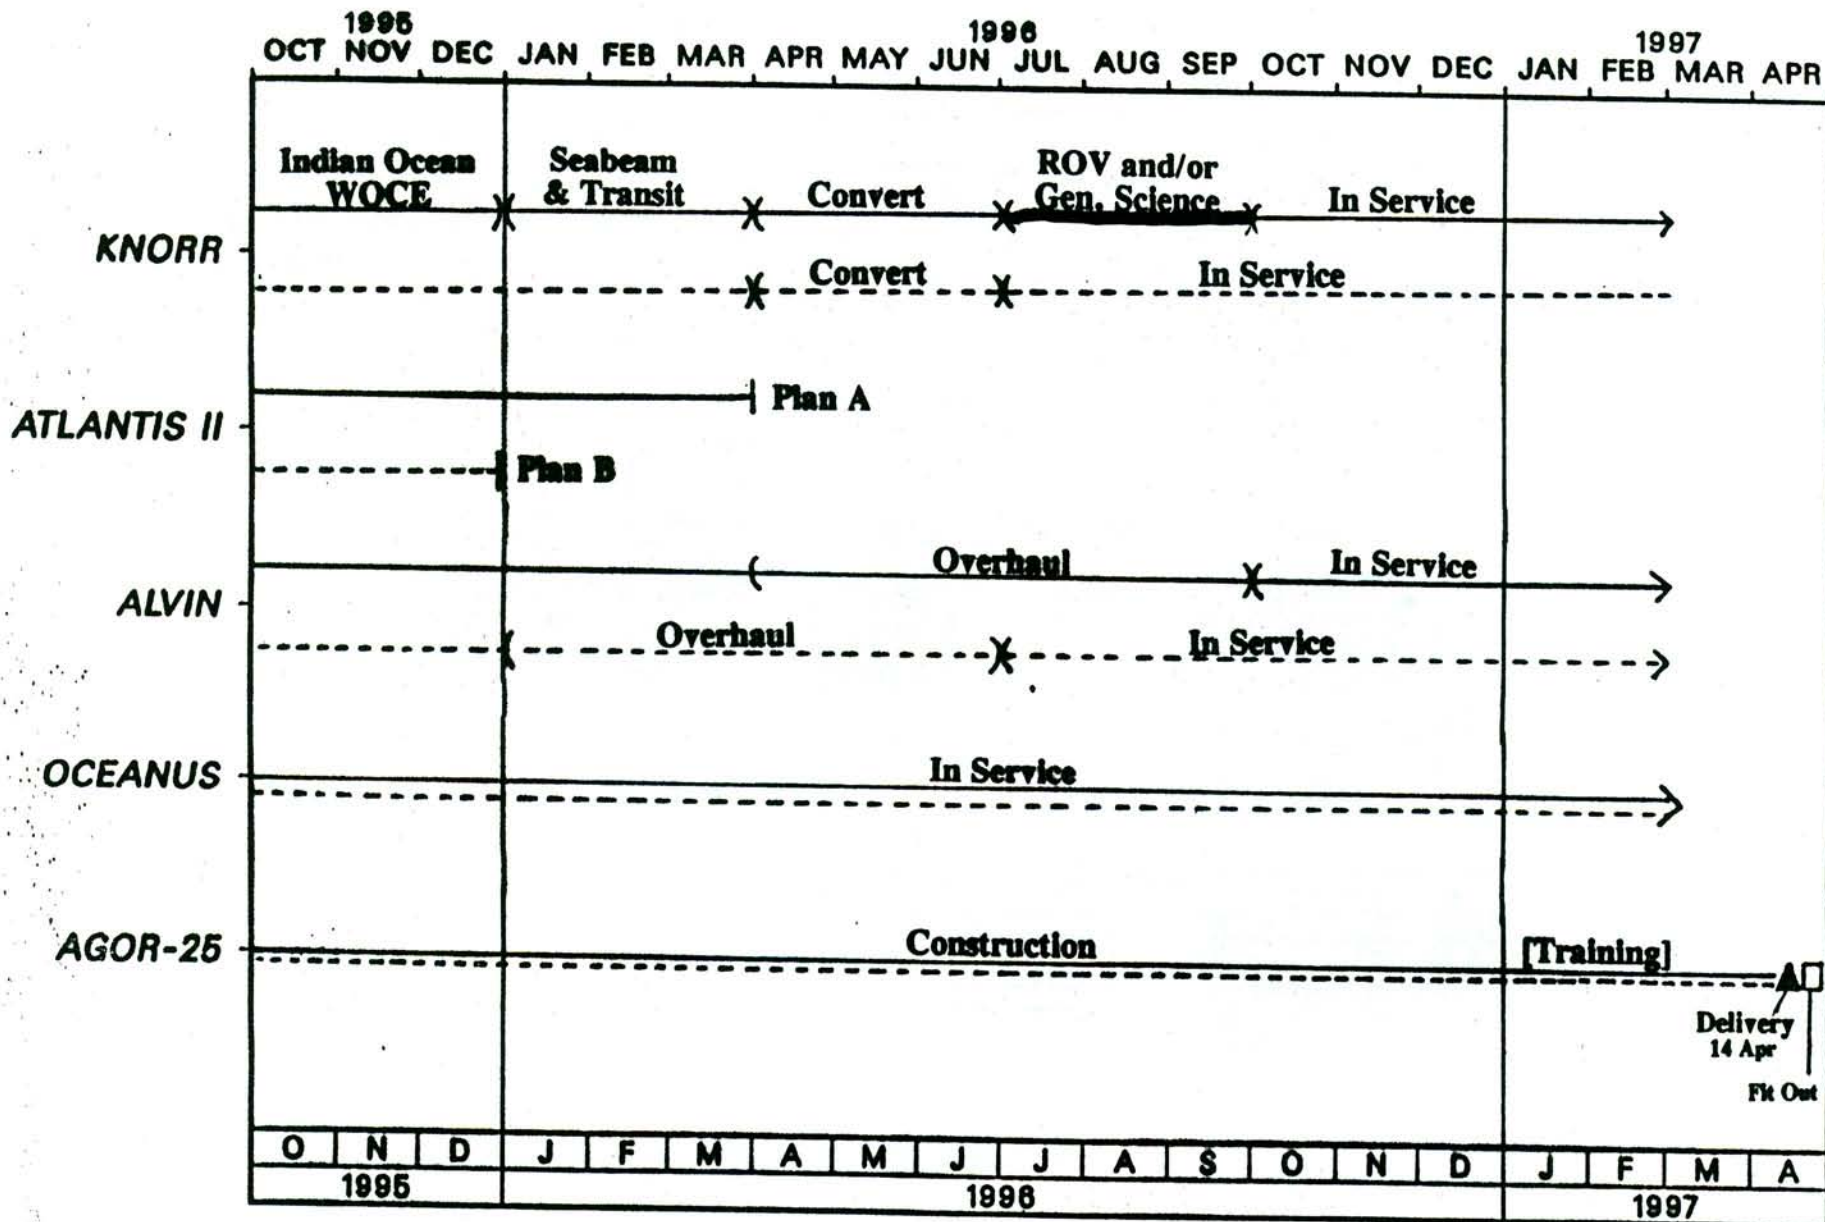 1995
1996
1997
OCT NOV DEC JAN FEB MAR APR MAY JUN JUL AUG SEP OCT NOV DEC JAN FEB MAR APR
Indian Ocean
WOCE
Seabeam
& Transit
Convert
ROV and/or
Gen. Science
In Service
KNORR
Convert
In Service
Plan A
ATLANTIS II
Plan B
Overhaul
In Service
ALVIN
Overhaul
In Service
OCEANUS
In Service
AGOR-25
Construction
[Training]
Delivery
14 Apr
Fit Out
O N D J F M A M J J A S O N D J F M A
1995
1996
1997